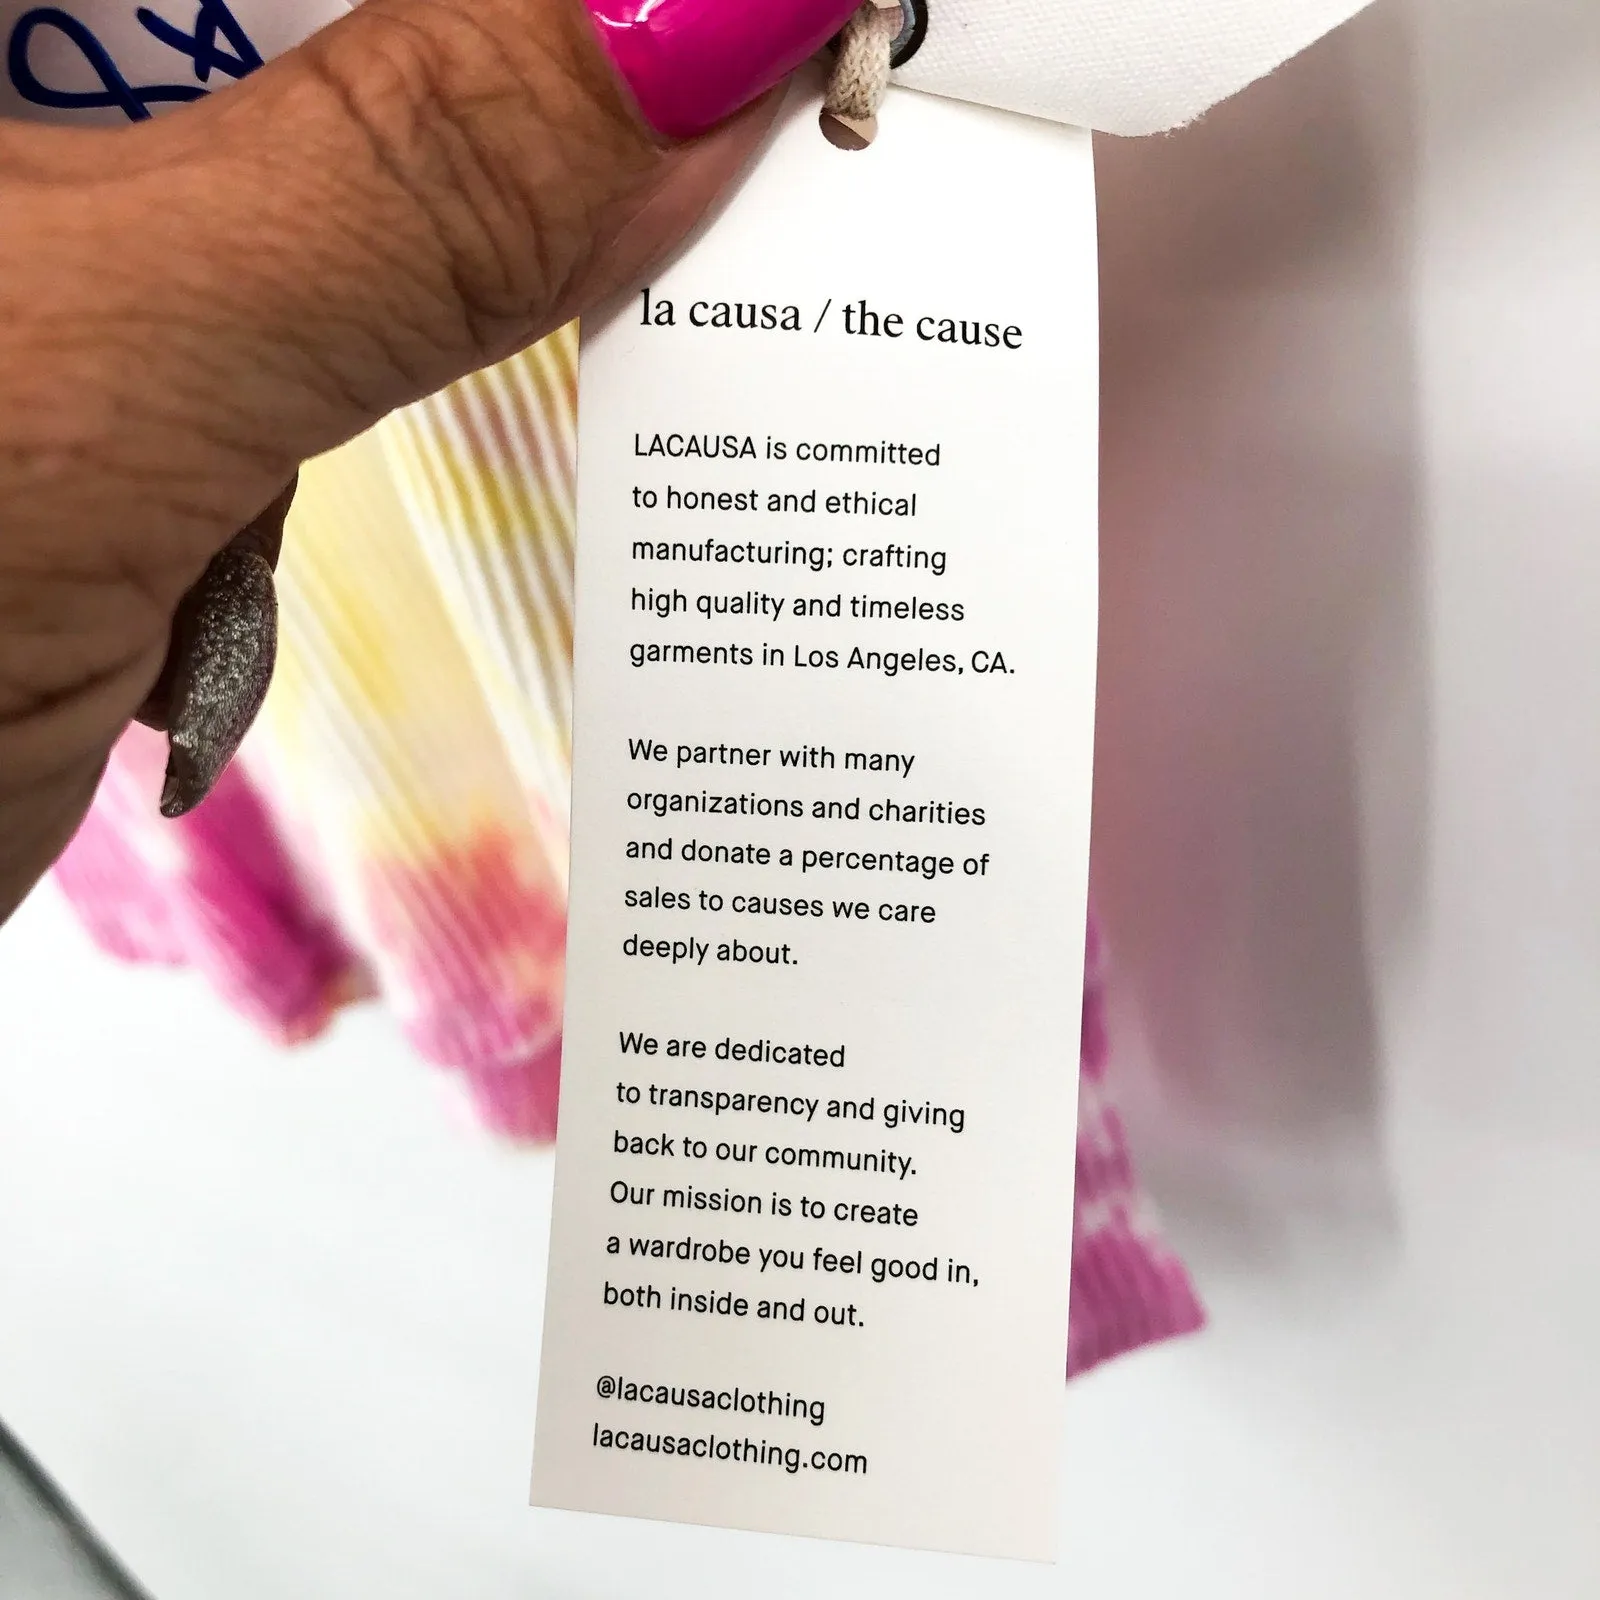 la causa / the cause
LACAUSA is committed
to honest and ethical
manufacturing; crafting
high quality and timeless
garments in Los Angeles, CA.
We partner with many
organizations and charities
and donate a percentage of
sales to causes we care
deeply about.
We are dedicated
to transparency and giving
back to our community.
Our mission is to create
a wardrobe you feel good in,
both inside and out.
@lacausaclothing
lacausaclothing.com